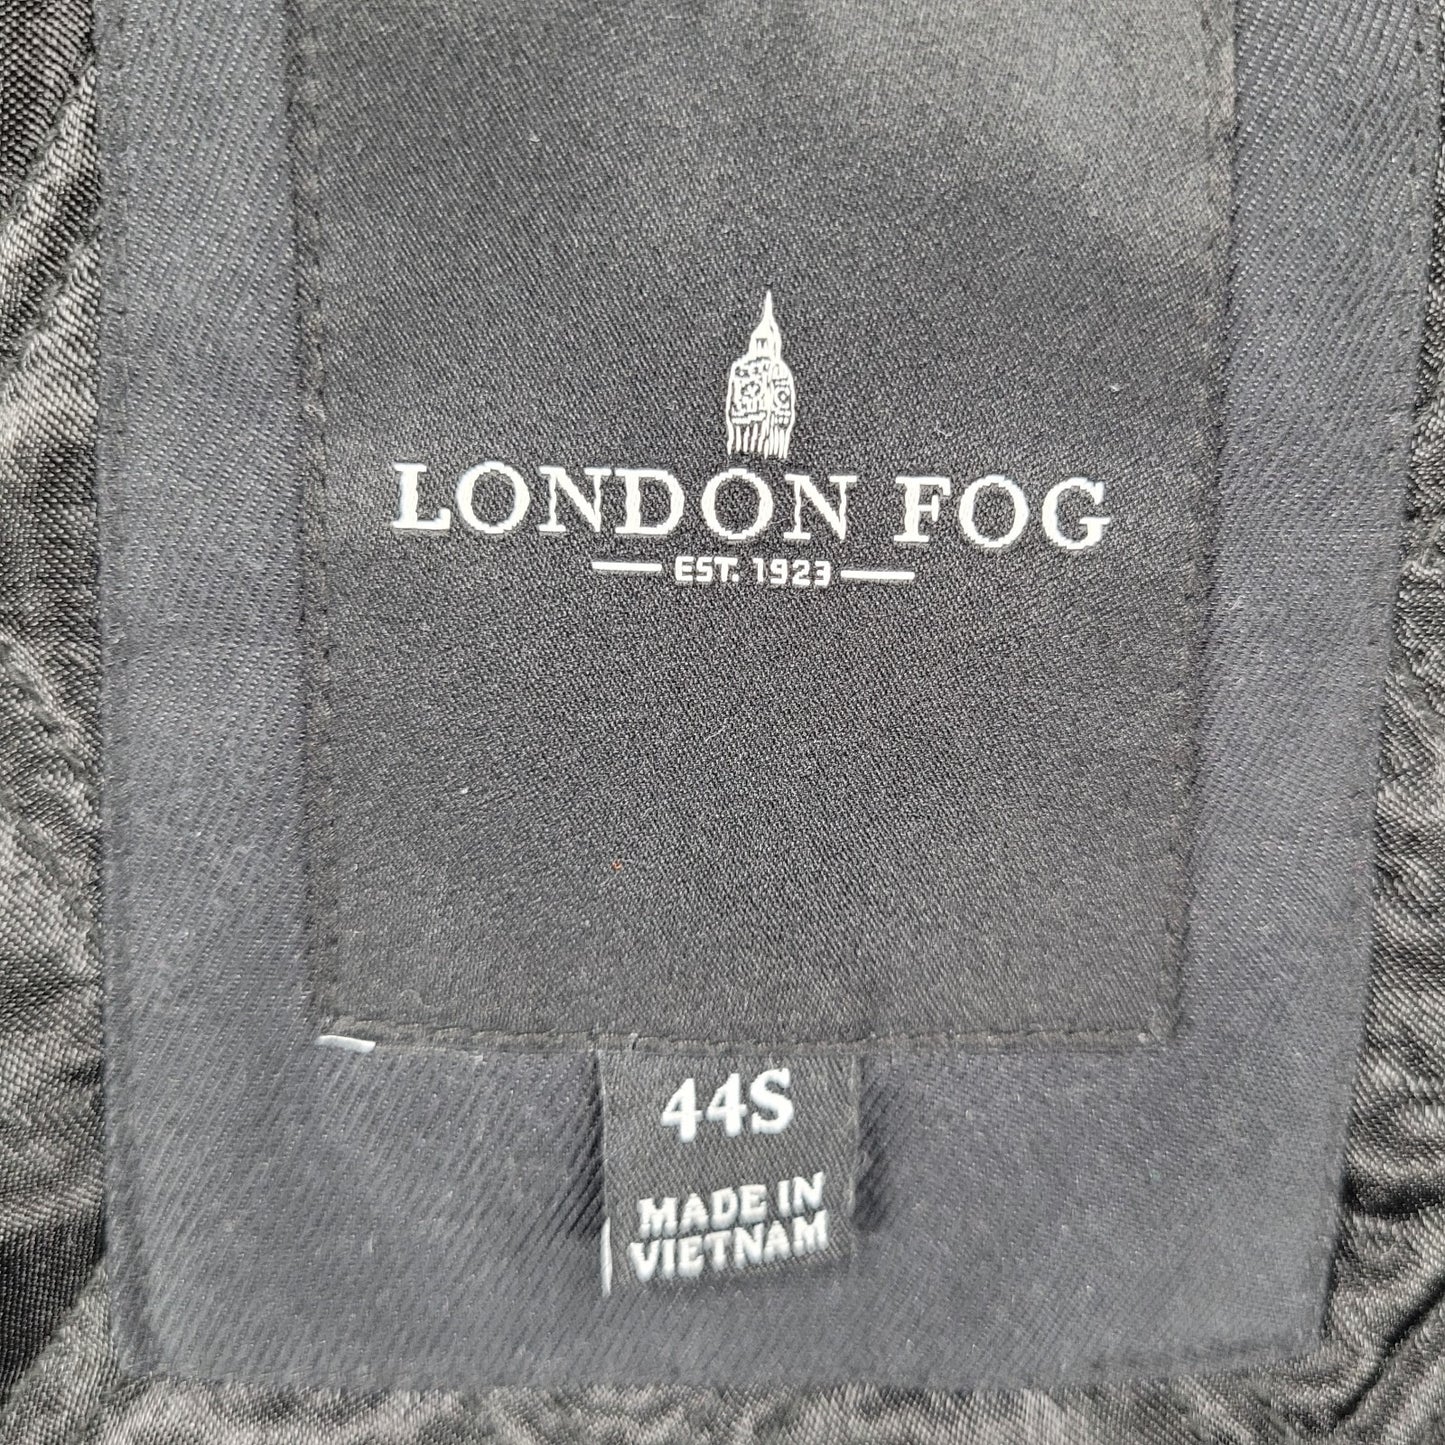 LONDON FOG
EST. 1923
44S
MADE IN
VIETNAM